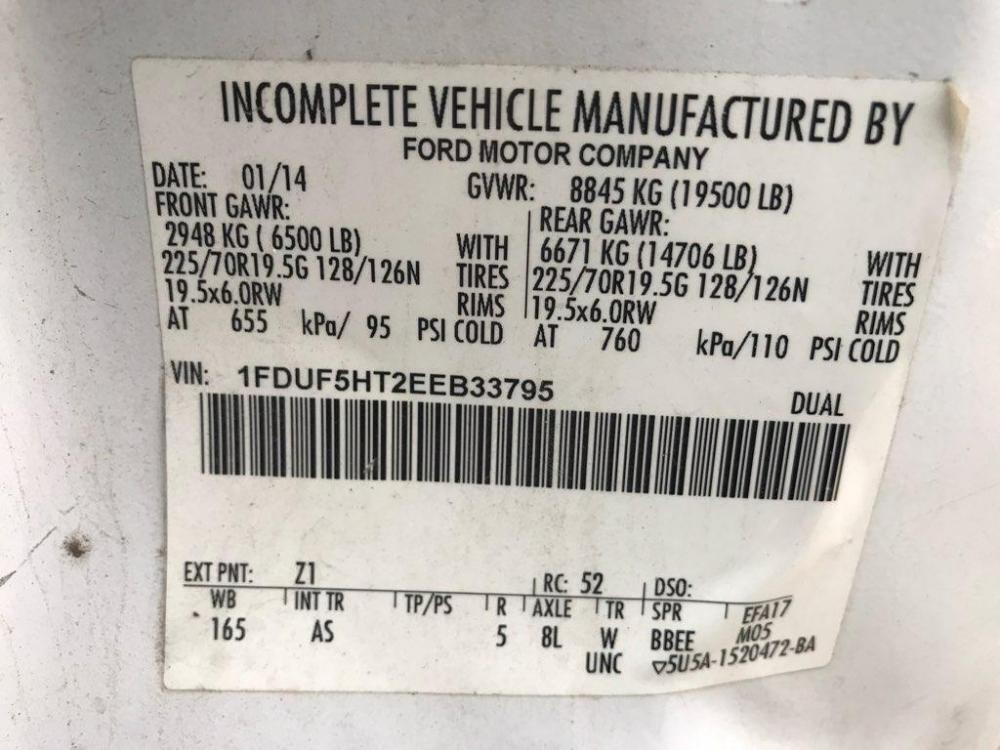 INCOMPLETE VEHICLE MANUFACTURED BY
FORD MOTOR COMPANY
DATE: 01/14 GVWR: 8845 KG (19500 LB)
FRONT GAWR: REAR GAWR:
2948 KG ( 6500 LB) WITH 6671 KG (14706 LB) WITH
225/70R19.5G 128/126N TIRES 225/70R19.5G 128/126N TIRES
19.5x6.0RW RIMS 19.5x6.0RW RIMS
AT 655 kPa/ 95 PSI COLD AT 760 kPa/110 PSI COLD
VIN: 1FDUF5HT2EEB33795 DUAL
EXT PNT: Z1 RC: 52 DSO:
WB INT TR TP/PS R AXLE TR SPR EFA17
165 AS 5 8L W BBEE M05
UNC ▽5U5A-1520472-BA